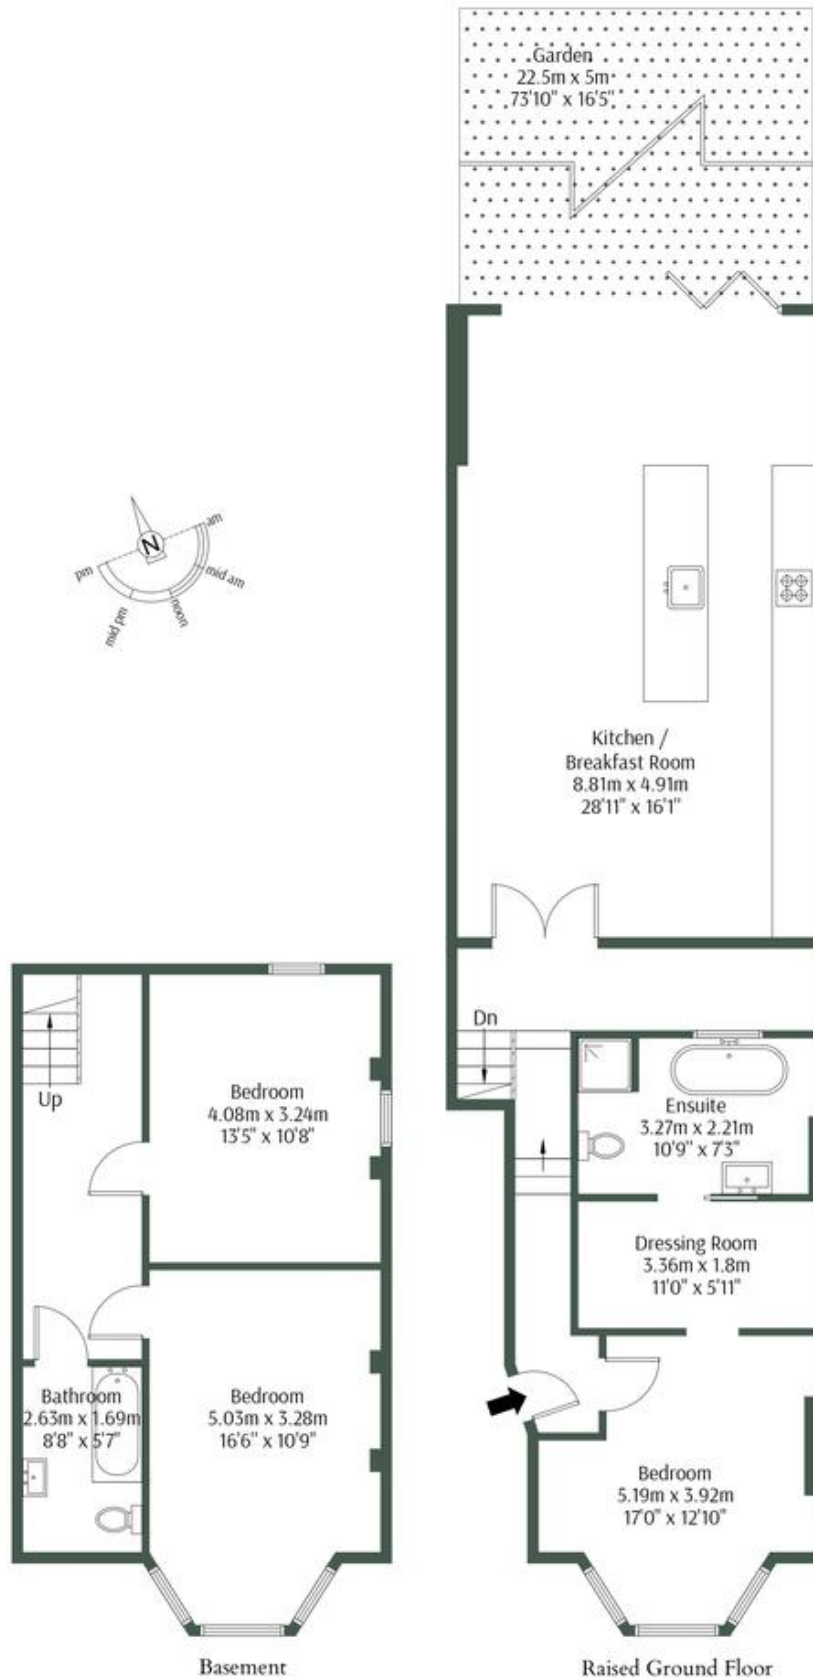 Garden
22.5m x 5m
73'10" x 16'5"
N
am
mid am
noon
mid pm
pm
Kitchen /
Breakfast Room
8.81m x 4.91m
28'11" x 16'1"
Dn
Ensuite
3.27m x 2.21m
10'9" x 7'3"
Dressing Room
3.36m x 1.8m
11'0" x 5'11"
Bedroom
5.19m x 3.92m
17'0" x 12'10"
Raised Ground Floor
Up
Bedroom
4.08m x 3.24m
13'5" x 10'8"
Bathroom
2.63m x 1.69m
8'8" x 5'7"
Bedroom
5.03m x 3.28m
16'6" x 10'9"
Basement